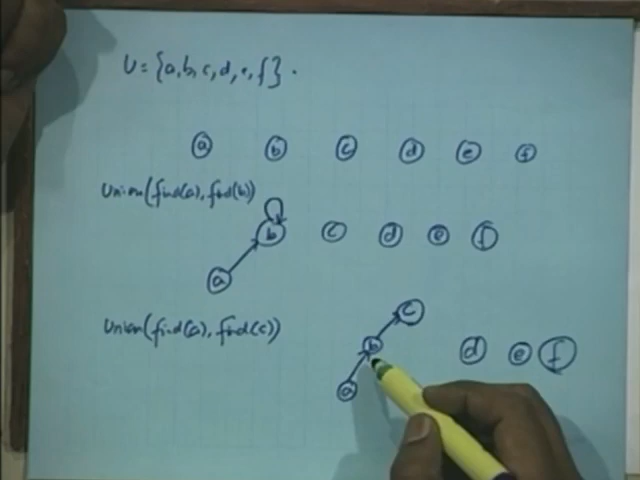 U = {a, b, c, d, e, f}.
a b c d e f
Union(find(a), find(b))
b c d e f
a
Union(find(a), find(c))
c
b d e f
a